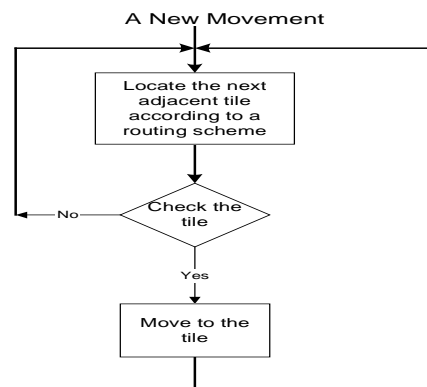 A New Movement
Locate the next
adjacent tile
according to a
routing scheme
Check the
tile
No
Yes
Move to the
tile